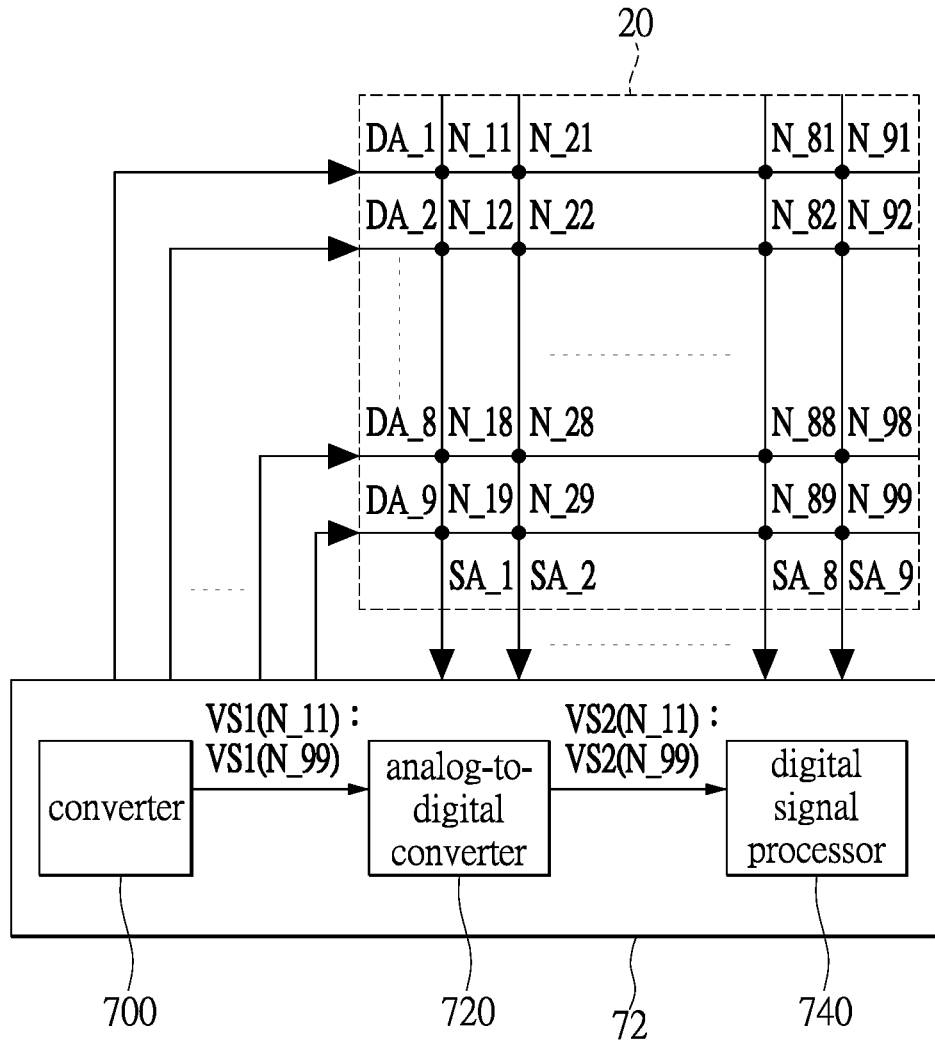 20
DA_1 N_11 N_21 N_81 N_91
DA_2 N_12 N_22 N_82 N_92
DA_8 N_18 N_28 N_88 N_98
DA_9 N_19 N_29 N_89 N_99
SA_1 SA_2 SA_8 SA_9
VS1(N_11) :
VS1(N_99)
VS2(N_11) :
VS2(N_99)
converter
analog-to-
digital
converter
digital
signal
processor
700
720
72
740